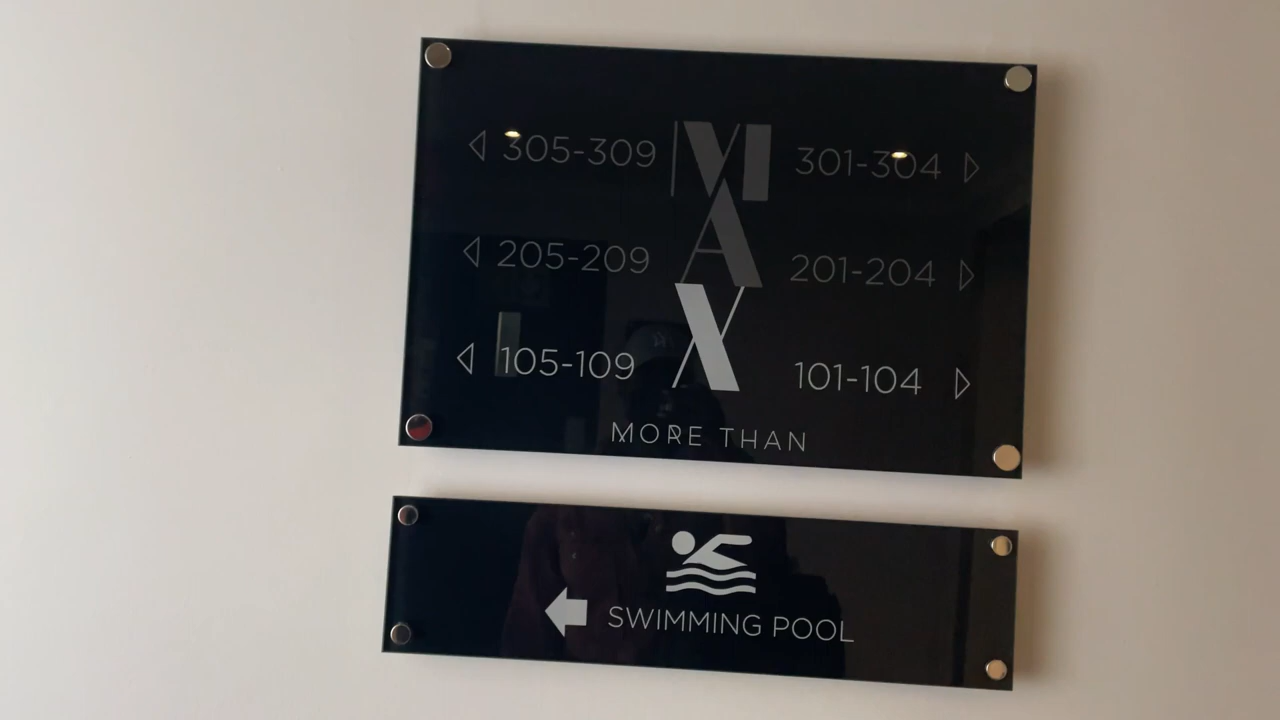 305-309 301-304
MAX
205-209 201-204
105-109 101-104
MORE THAN
SWIMMING POOL